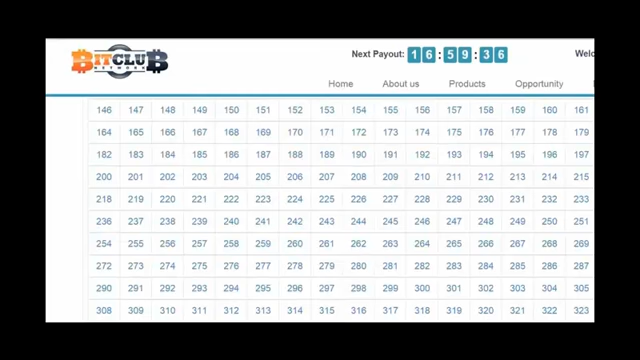 BITCLUB
NETWORK
Next Payout: 16:59:36
Home About us Products Opportunity
146 147 148 149 150 151 152 153 154 155 156 157 158 159 160 161
164 165 166 167 168 169 170 171 172 173 174 175 176 177 178 179
182 183 184 185 186 187 188 189 190 191 192 193 194 195 196 197
200 201 202 203 204 205 206 207 208 209 210 211 212 213 214 215
218 219 220 221 222 223 224 225 226 227 228 229 230 231 232 233
236 237 238 239 240 241 242 243 244 245 246 247 248 249 250 251
254 255 256 257 258 259 260 261 262 263 264 265 266 267 268 269
272 273 274 275 276 277 278 279 280 281 282 283 284 285 286 287
290 291 292 293 294 295 296 297 298 299 300 301 302 303 304 305
308 309 310 311 312 313 314 315 316 317 318 319 320 321 322 323